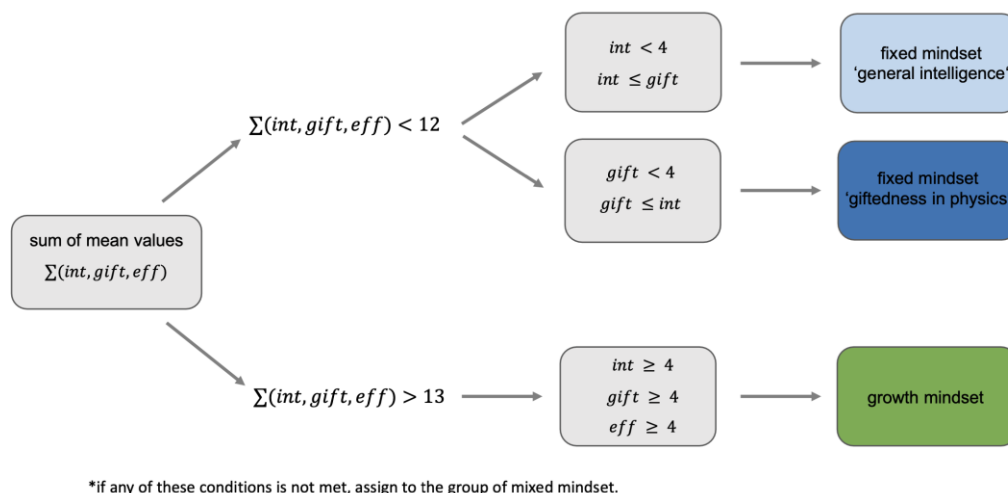 int < 4
int ≤ gift
fixed mindset
‘general intelligence‘
∑(int, gift, eff) < 12
gift < 4
gift ≤ int
fixed mindset
‘giftedness in physics
sum of mean values
∑(int, gift, eff)
∑(int, gift, eff) > 13
int ≥ 4
gift ≥ 4
eff ≥ 4
growth mindset
*if any of these conditions is not met, assign to the group of mixed mindset.